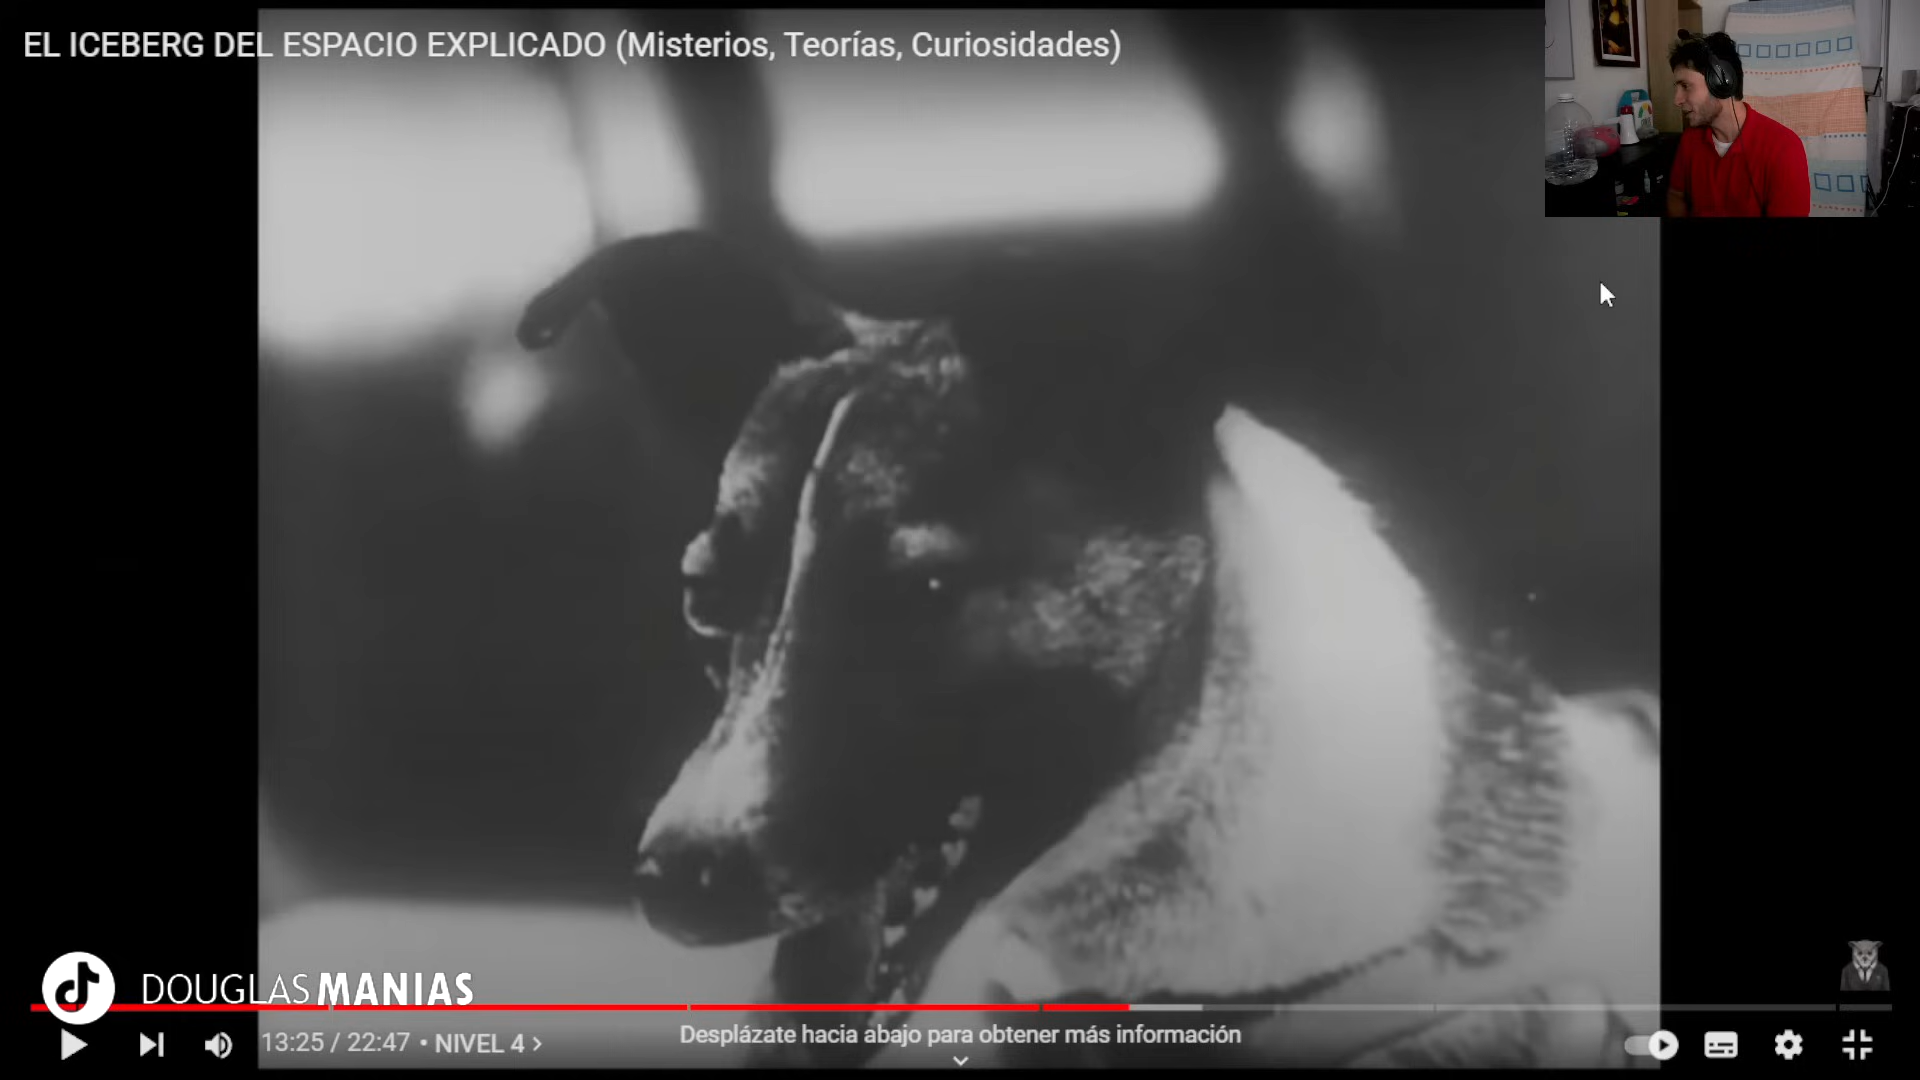 EL ICEBERG DEL ESPACIO EXPLICADO (Misterios, Teorías, Curiosidades)
DOUGLASMANIAS
13:25 / 22:47 • NIVEL 4 >
Desplázate hacia abajo para obtener más información